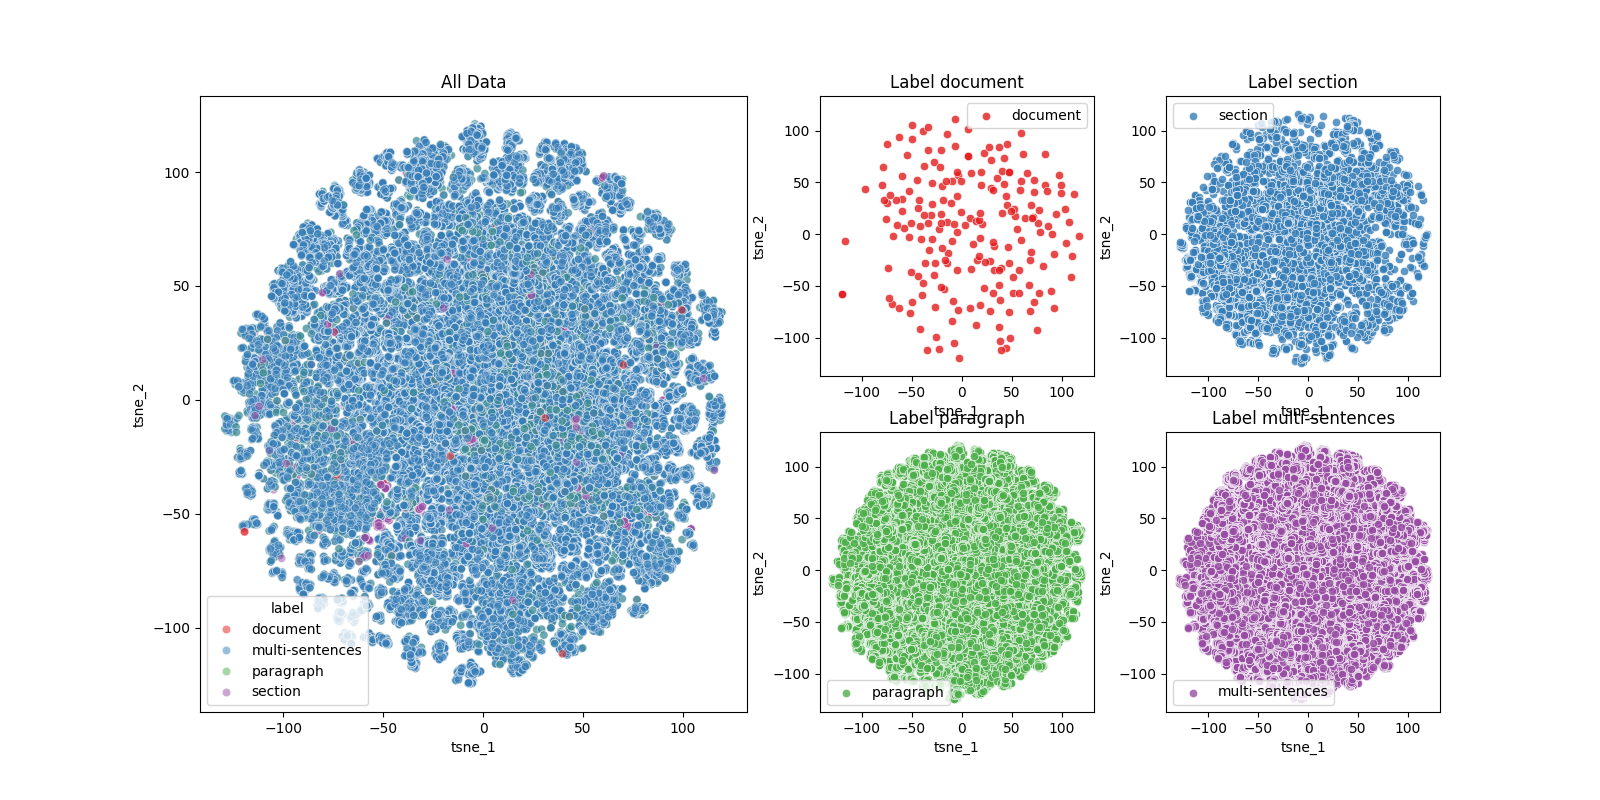 All Data
tsne_2
100
50
0
−50
−100
−100
−50
0
50
100
tsne_1
label
document
multi-sentences
paragraph
section
Label document
document
tsne_2
100
50
0
−50
−100
−100
−50
0
50
100
tsne_1
Label section
section
tsne_2
100
50
0
−50
−100
−100
−50
0
50
100
tsne_1
Label paragraph
paragraph
tsne_2
100
50
0
−50
−100
−100
−50
0
50
100
tsne_1
Label multi-sentences
multi-sentences
tsne_2
100
50
0
−50
−100
−100
−50
0
50
100
tsne_1